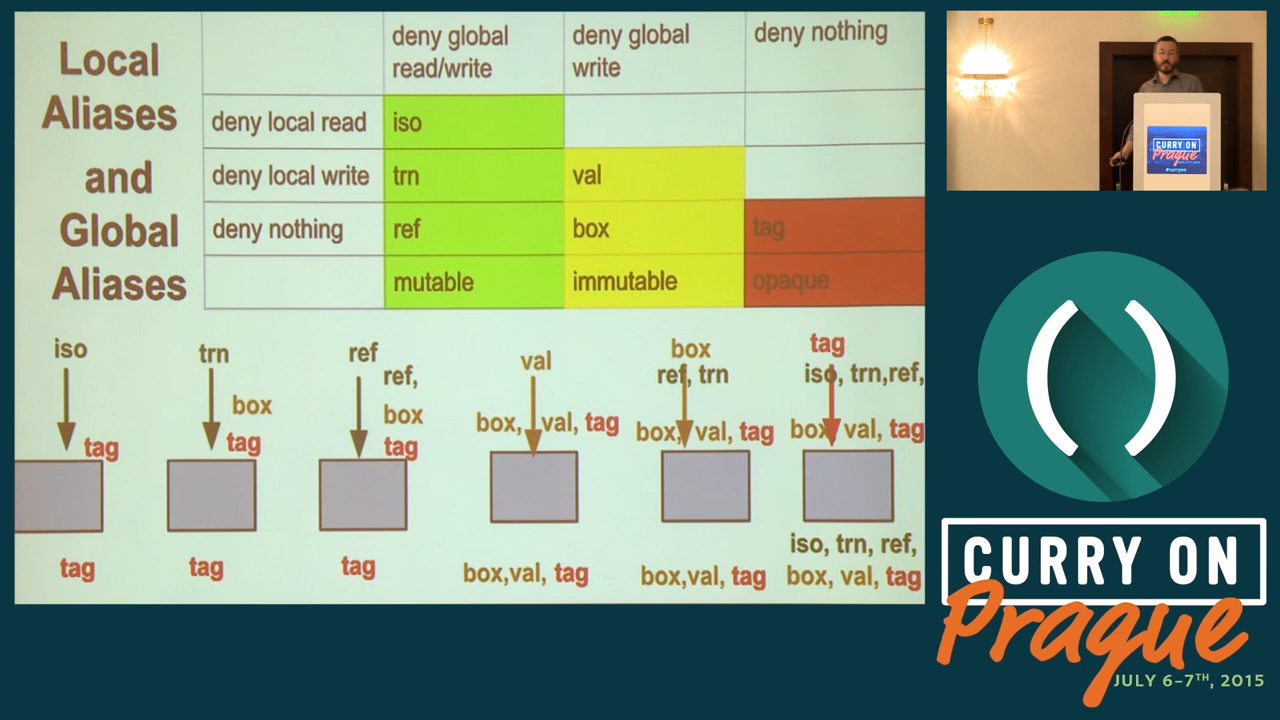 Local
Aliases
and
Global
Aliases
deny global read/write
deny global write
deny nothing
deny local read
iso
deny local write
trn
val
deny nothing
ref
box
tag
mutable
immutable
opaque
iso
tag
tag
trn
box
tag
tag
ref
ref,
box
tag
tag
val
box, val, tag
box,val, tag
box
ref, trn
box, val, tag
box,val, tag
tag
iso, trn,ref,
box, val, tag
iso, trn, ref,
box, val, tag
CURRY ON
Prague
#curryon
()
CURRY ON
Prague
JULY 6–7TH, 2015